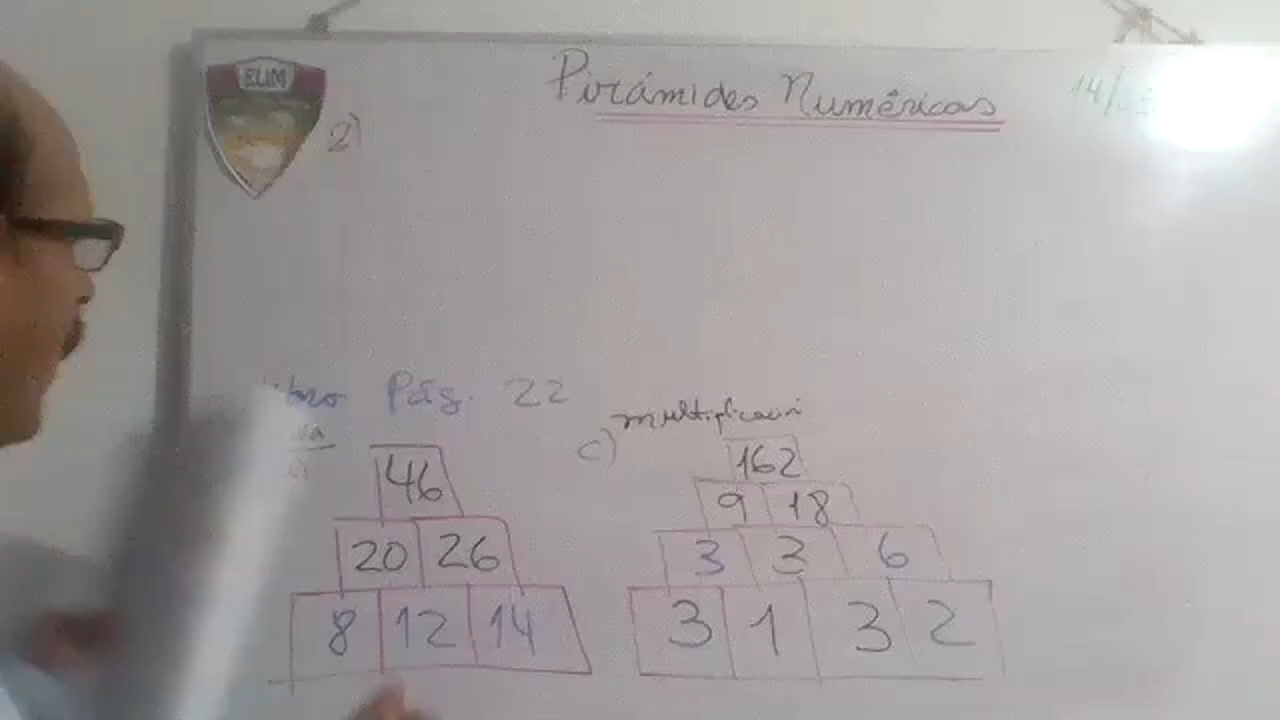 ELIM
Pirámides Numéricas
2)
Pág. 22
c) multiplicación
46
20 26
8 12 14
162
9 18
3 3 6
3 1 3 2